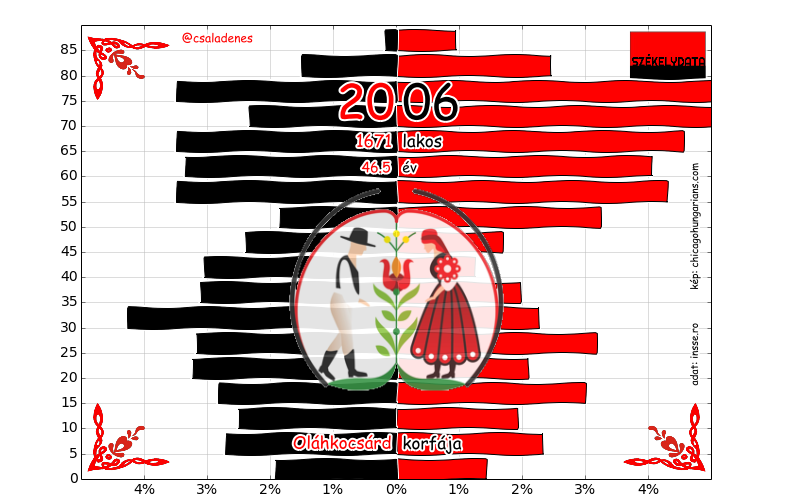 @csaladenes
SZÉKELYDATA
2006
1671 lakos
46.5 év
Oláhkocsárd korfája
kép: chicagohungarians.com
adat: insse.ro
85
80
75
70
65
60
55
50
45
40
35
30
25
20
15
10
5
0
4% 3% 2% 1% 0% 1% 2% 3% 4%